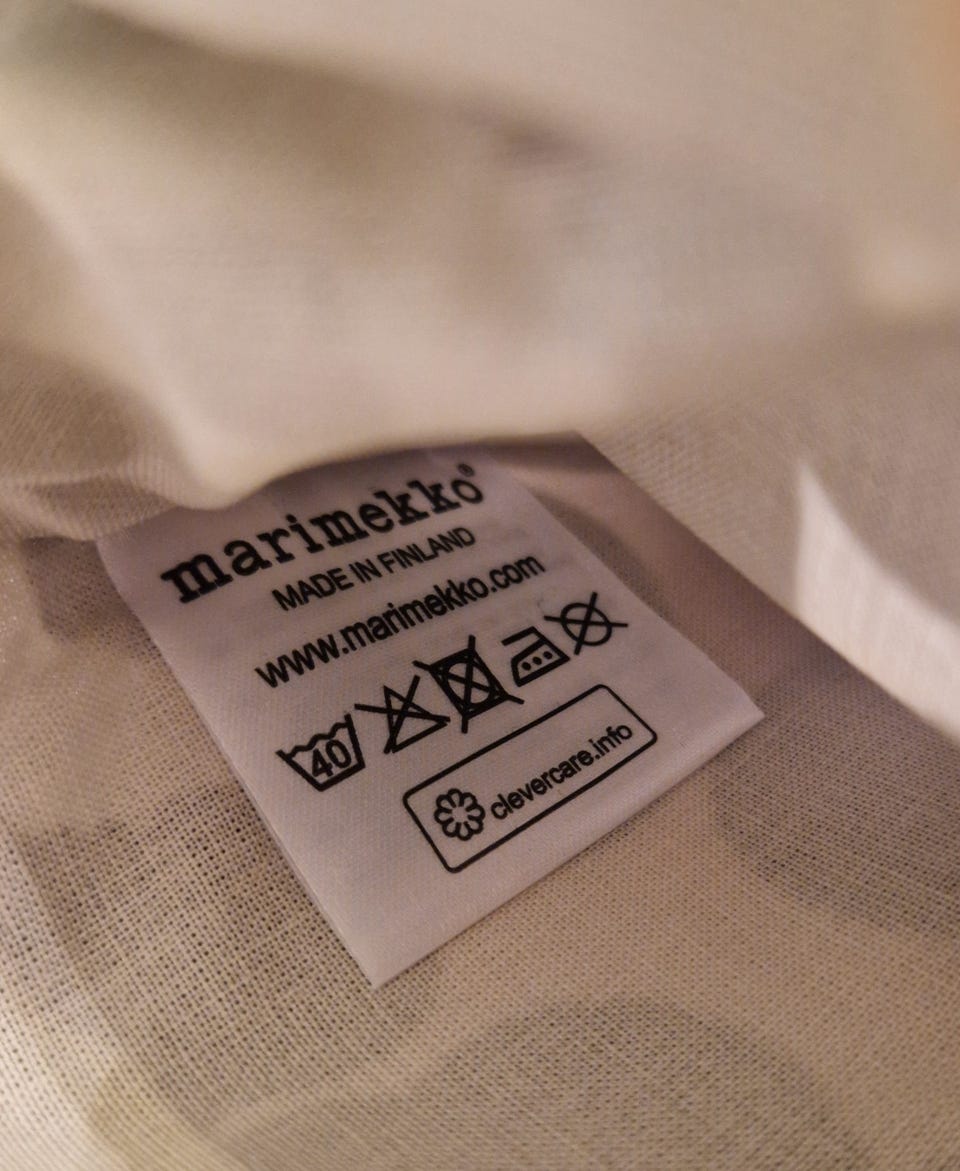 marimekko®
MADE IN FINLAND
www.marimekko.com
40
clevercare.info